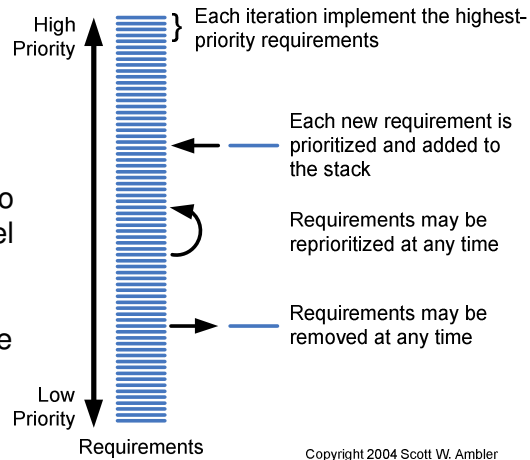 High
Priority
Each iteration implement the highest-
priority requirements
Each new requirement is
prioritized and added to
the stack
o
el
Requirements may be
reprioritized at any time
Requirements may be
removed at any time
e
Low
Priority
Requirements
Copyright 2004 Scott W. Ambler